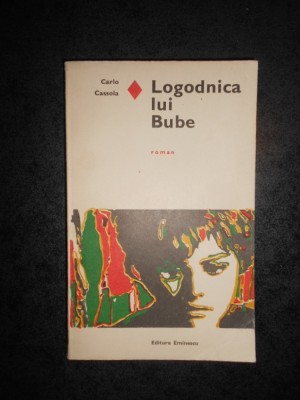 Carlo
Cassola
Logodnica
lui
Bube
roman
Editura Eminescu